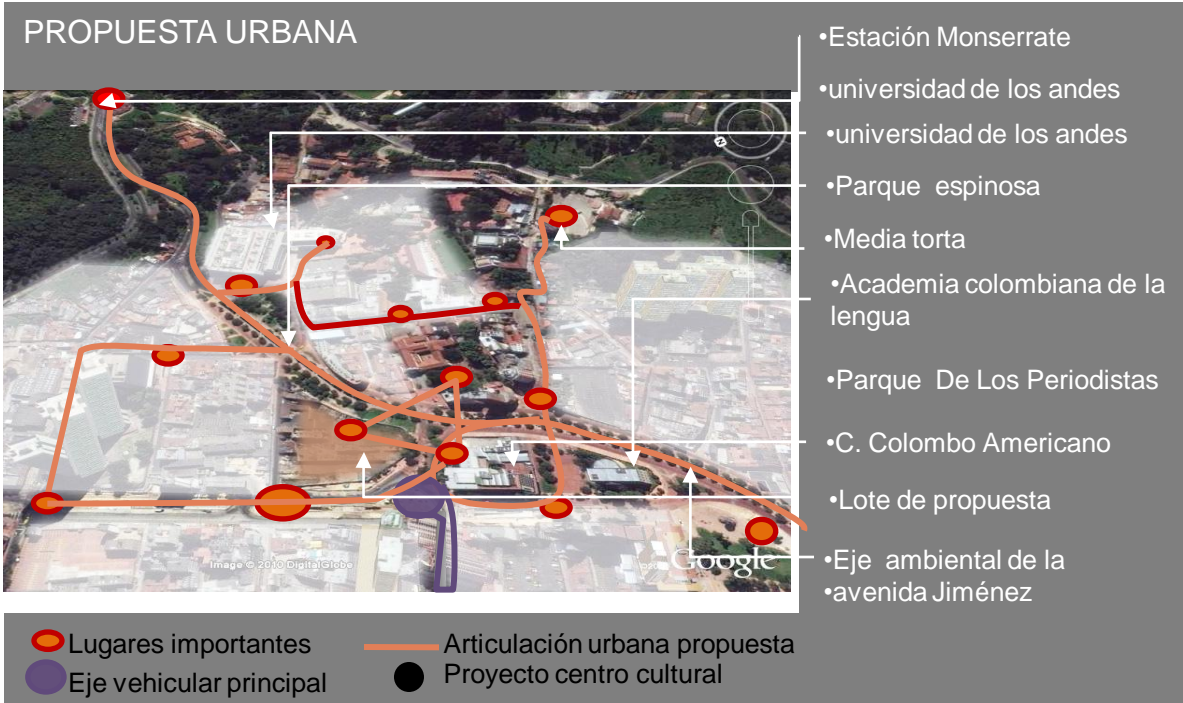 PROPUESTA URBANA
•Estación Monserrate
•universidad de los andes
•universidad de los andes
•Parque espinosa
•Media torta
•Academia colombiana de la
lengua
•Parque De Los Periodistas
•C. Colombo Americano
•Lote de propuesta
•Eje ambiental de la
•avenida Jiménez
Image © 2010 DigitalGlobe
Google
Lugares importantes
Articulación urbana propuesta
Eje vehicular principal
Proyecto centro cultural